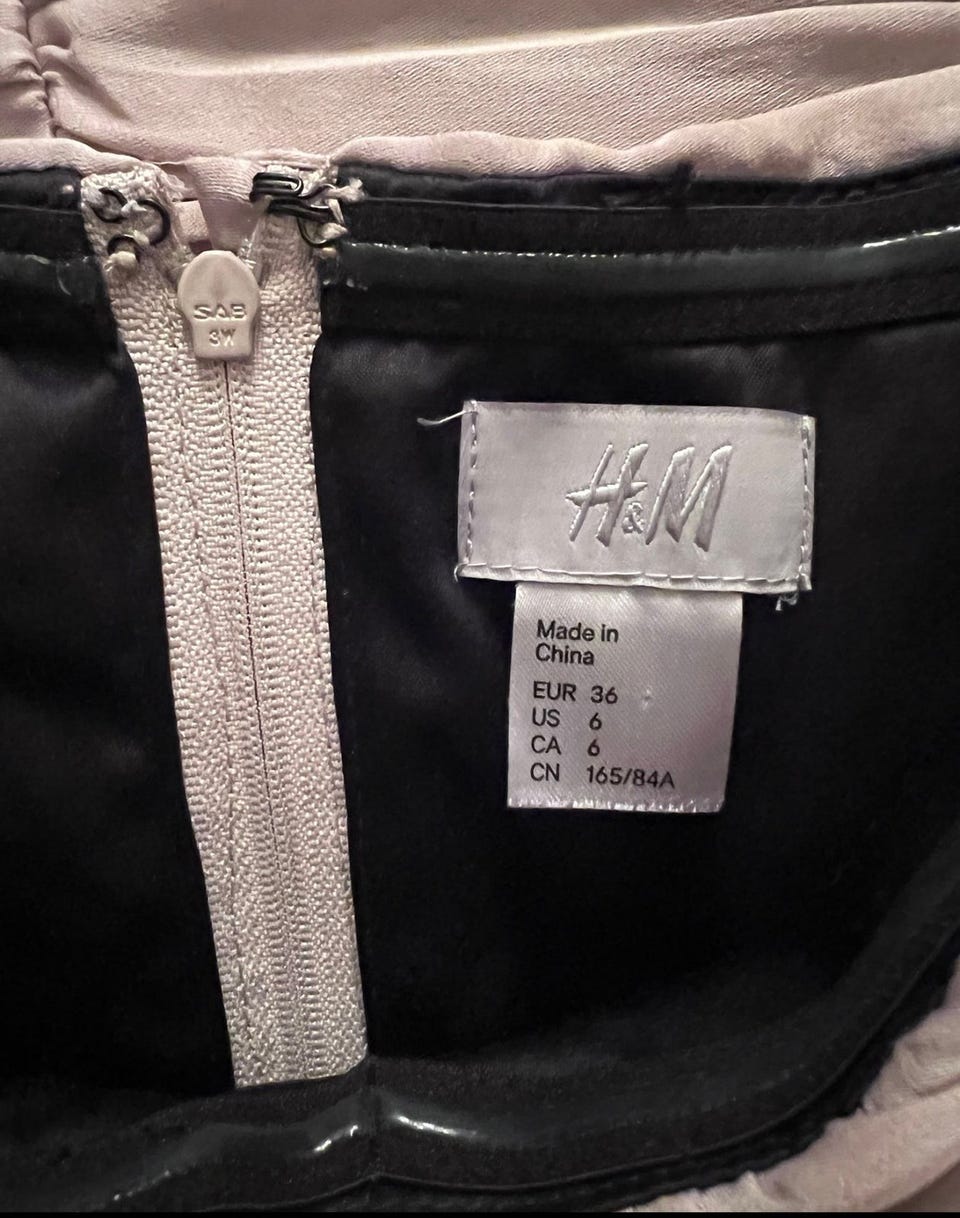 SAB
3W
H&M
Made in
China
EUR 36
US 6
CA 6
CN 165/84A